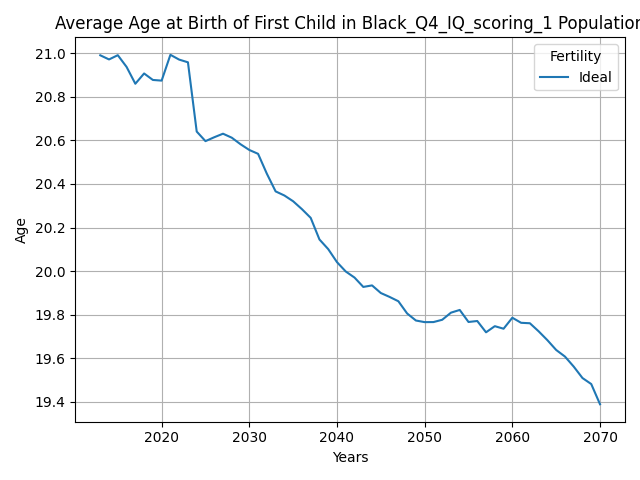 Average Age at Birth of First Child in Black_Q4_IQ_scoring_1 Population
Fertility
Ideal
21.0
20.8
20.6
20.4
20.2
20.0
19.8
19.6
19.4
Age
2020 2030 2040 2050 2060 2070
Years